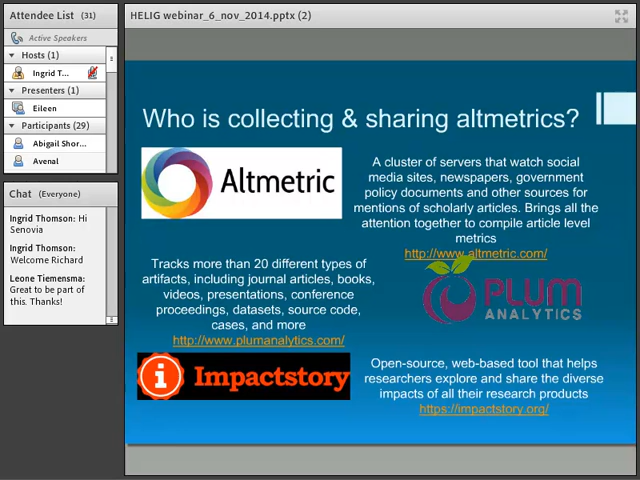 Attendee List (31)
Active Speakers
Hosts (1)
Ingrid T...
Presenters (1)
Eileen
Participants (29)
Abigail Shor...
Avenal
Chat (Everyone)
Ingrid Thomson: Hi
Senovia
Ingrid Thomson:
Welcome Richard
Leone Tiemensma:
Great to be part of
this. Thanks!
HELIG webinar_6_nov_2014.pptx (2)
Who is collecting & sharing altmetrics?
Altmetric
A cluster of servers that watch social
media sites, newspapers, government
policy documents and other sources for
mentions of scholarly articles. Brings all the
attention together to compile article level
metrics
http://www.altmetric.com/
Tracks more than 20 different types of
artifacts, including journal articles, books,
videos, presentations, conference
proceedings, datasets, source code,
cases, and more
http://www.plumanalytics.com/
PLUM
ANALYTICS
Impactstory
Open-source, web-based tool that helps
researchers explore and share the diverse
impacts of all their research products
https://impactstory.org/